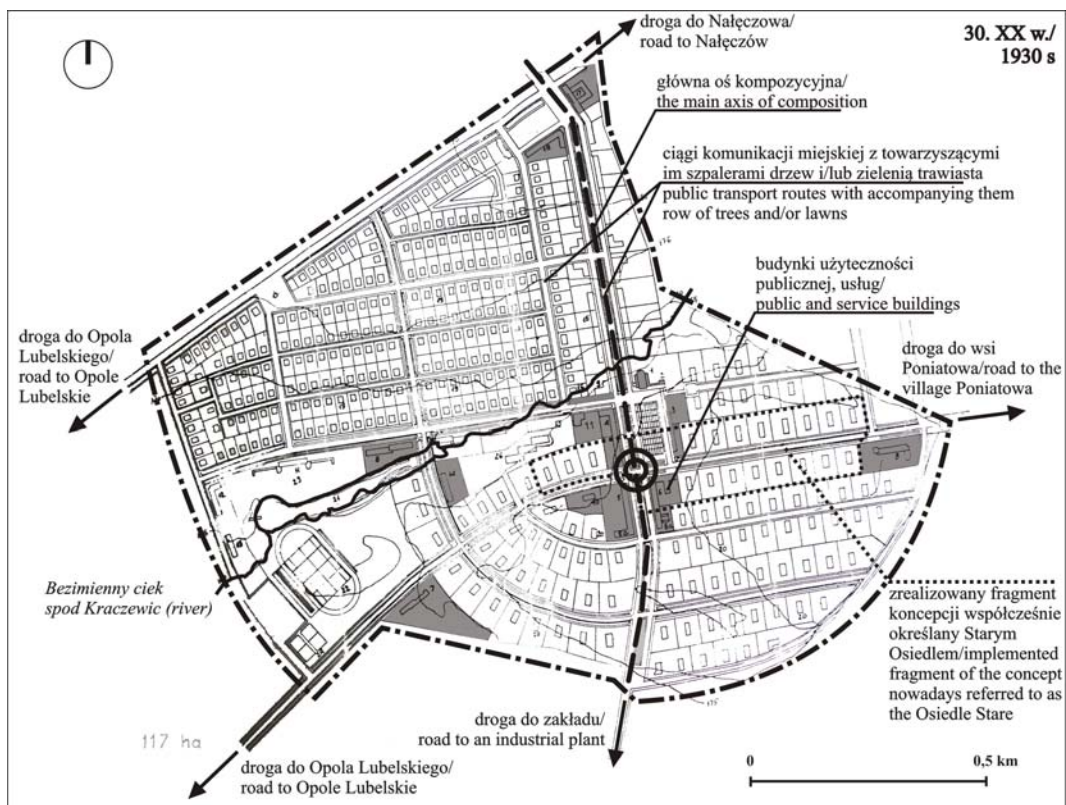 droga do Nałęczowa/
road to Nałęczów
30. XX w./
1930 s
główna oś kompozycyjna/
the main axis of composition
ciągi komunikacji miejskiej z towarzyszącymi
im szpalerami drzew i/lub zielenią trawiasta
public transport routes with accompanying them
row of trees and/or lawns
176
budynki użyteczności
publicznej, usług/
public and service buildings
droga do Opola
Lubelskiego/
road to Opole
Lubelskie
droga do wsi
Poniatowa/road to the
village Poniatowa
11
Bezimienny ciek
spod Kraczewic (river)
zrealizowany fragment
koncepcji współcześnie
określany Starym
Osiedlem/implemented
fragment of the concept
nowadays referred to as
the Osiedle Stare
175
117 ha
droga do zakładu/
road to an industrial plant
droga do Opola Lubelskiego/
road to Opole Lubelskie
0
0,5 km